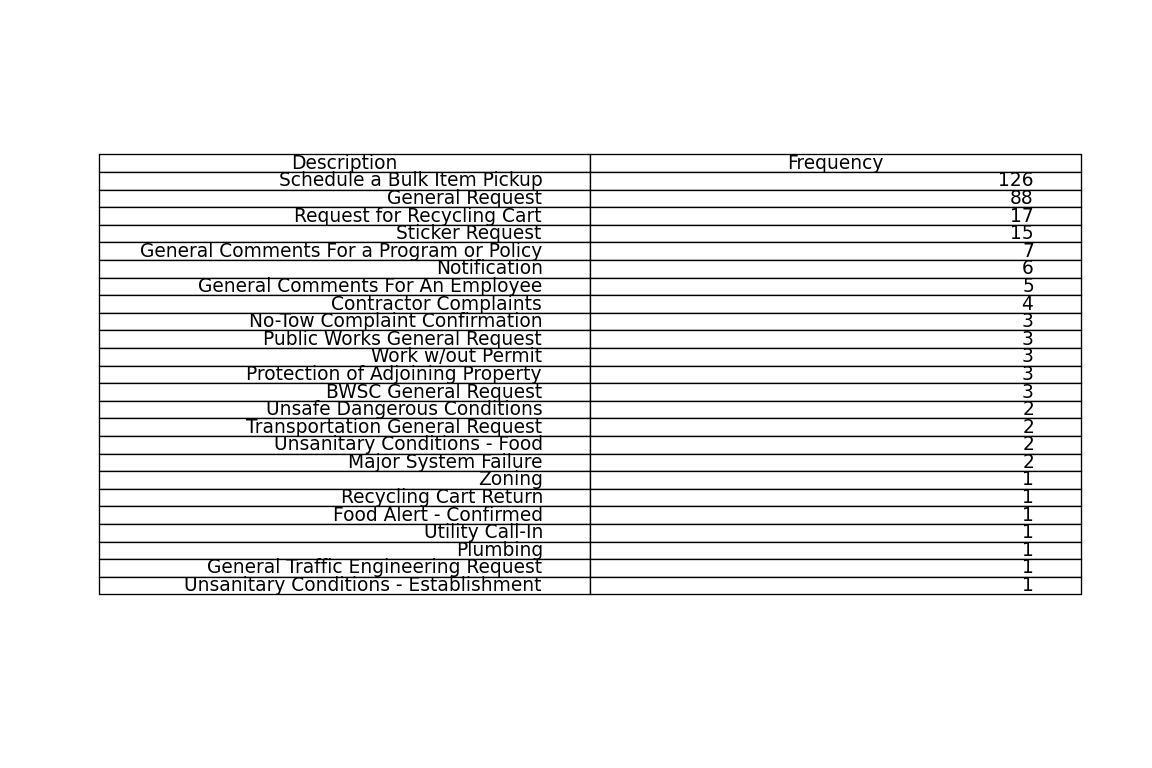 Description Frequency
Schedule a Bulk Item Pickup 126
General Request 88
Request for Recycling Cart 17
Sticker Request 15
General Comments For a Program or Policy 7
Notification 6
General Comments For An Employee 5
Contractor Complaints 4
No-Tow Complaint Confirmation 3
Public Works General Request 3
Work w/out Permit 3
Protection of Adjoining Property 3
BWSC General Request 3
Unsafe Dangerous Conditions 2
Transportation General Request 2
Unsanitary Conditions - Food 2
Major System Failure 2
Zoning 1
Recycling Cart Return 1
Food Alert - Confirmed 1
Utility Call-In 1
Plumbing 1
General Traffic Engineering Request 1
Unsanitary Conditions - Establishment 1